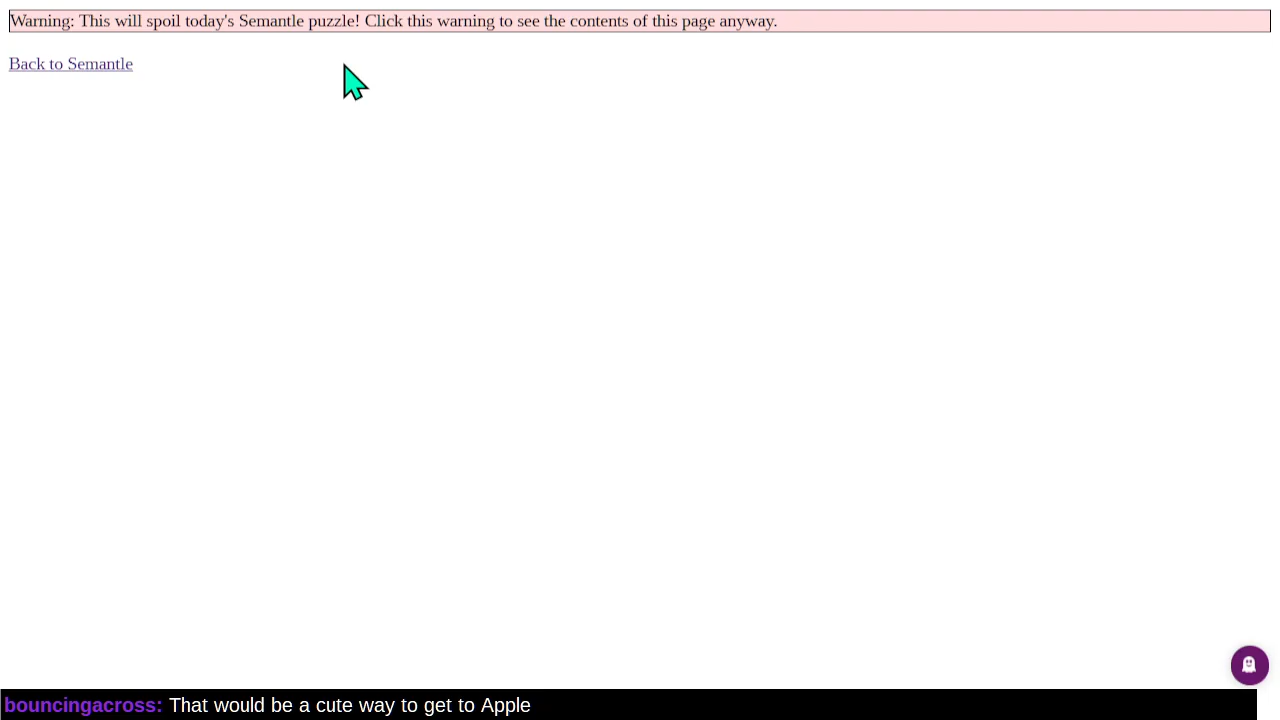 Warning: This will spoil today's Semantle puzzle! Click this warning to see the contents of this page anyway.
Back to Semantle
bouncingacross: That would be a cute way to get to Apple